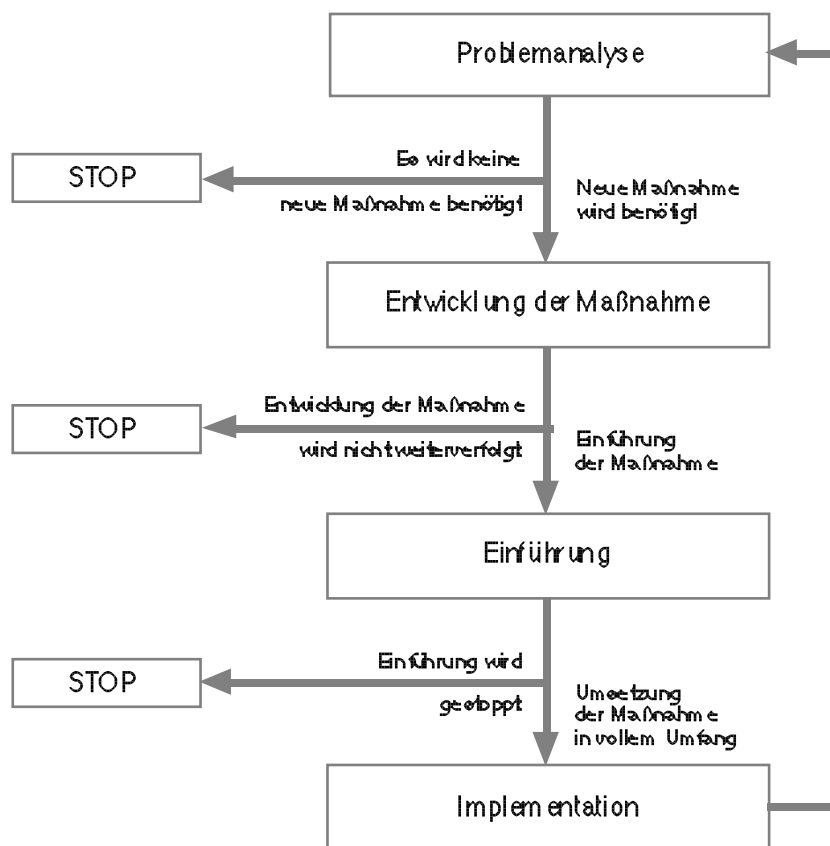 Problemanalyse
Es wird keine
STOP
neue Maßnahme benötigt
Neue Maßnahme
wird benötigt
Entwicklung der Maßnahme
Entwicklung der Maßnahme
STOP
wird nicht weiterverfolgt
Einführung
der Maßnahme
Einführung
Einführung wird
STOP
gestoppt
Umsetzung
der Maßnahme
in vollem Umfang
Implementation